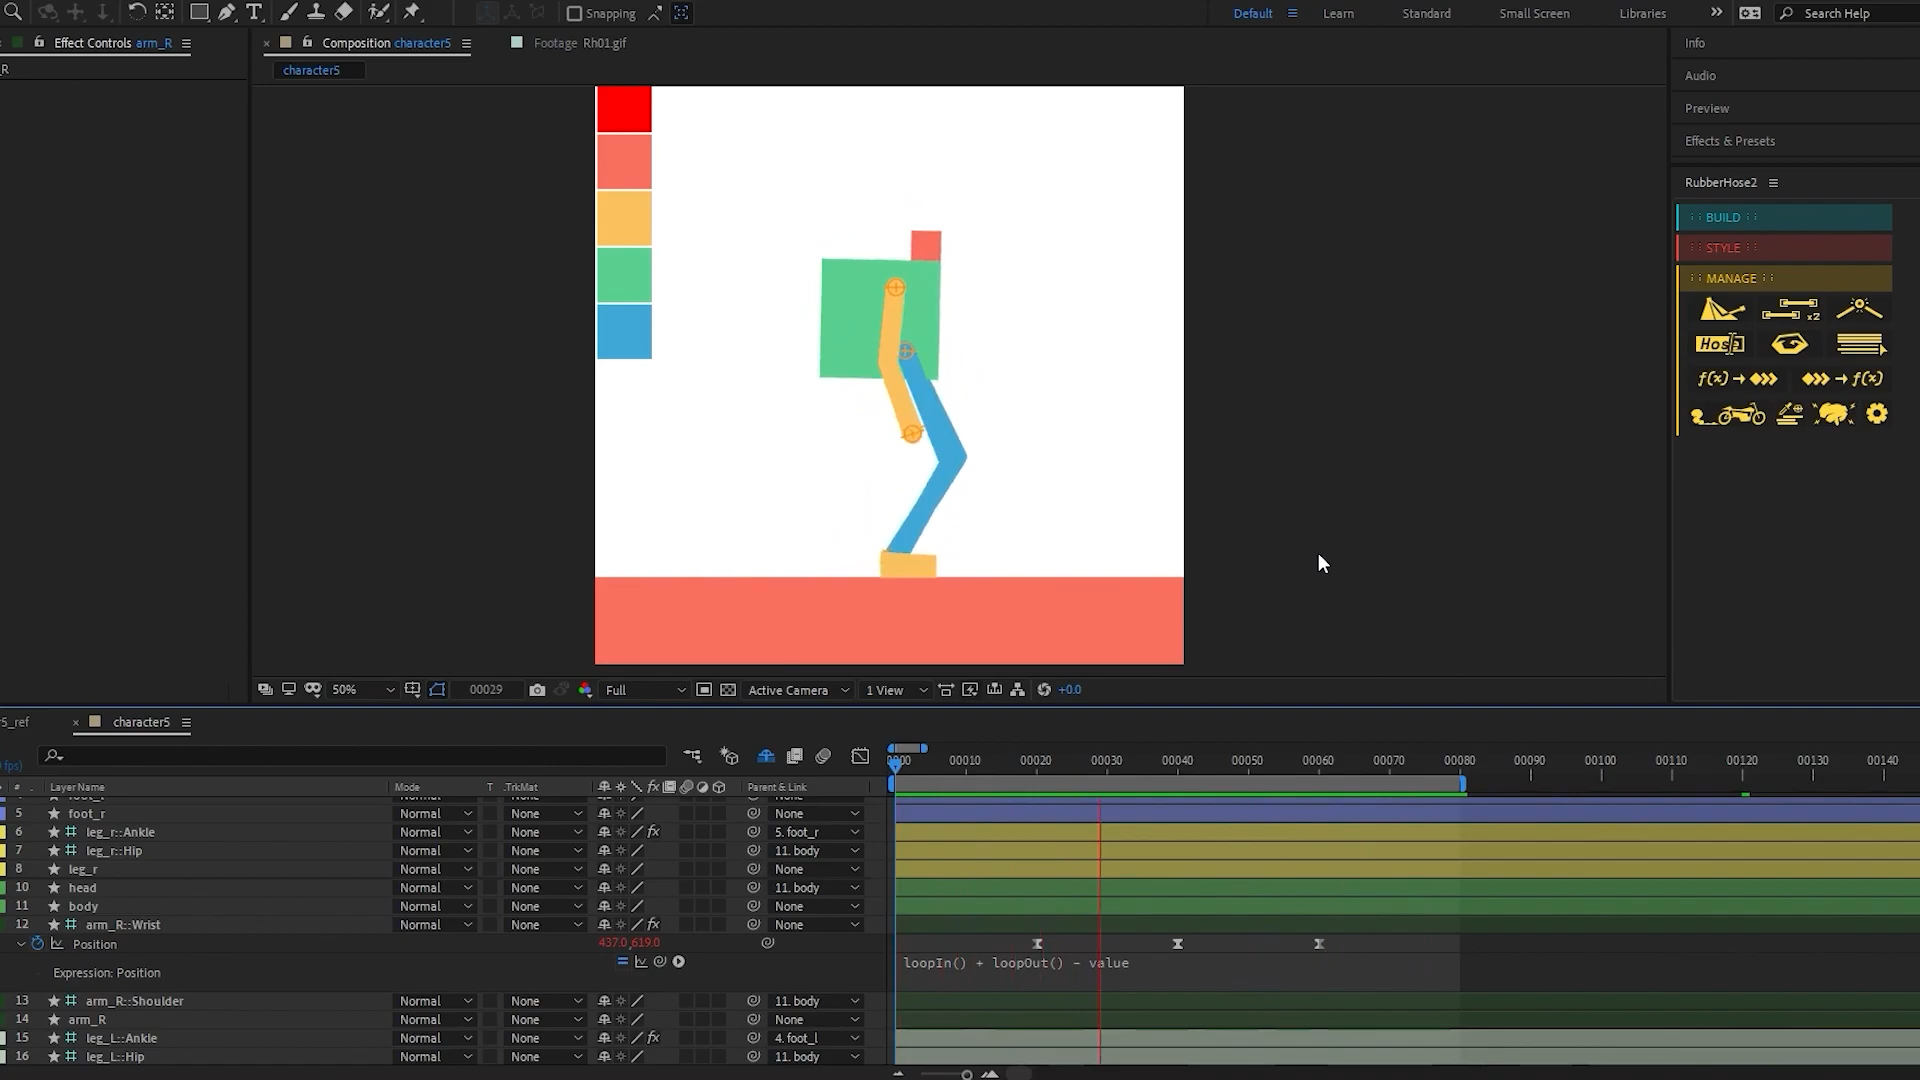 Snapping
Default
Learn
Standard
Small Screen
Libraries
Search Help
Effect Controls arm_R
Composition character5
Footage Rh01.gif
_R
character5
Info
Audio
Preview
Effects & Presets
RubberHose2
BUILD
STYLE
MANAGE
x2
Hose
f(x)
f(x)
50%
00029
Full
Active Camera
1 View
+0.0
5_ref
character5
fps)
00010 00020 00030 00040 00050 00060 00070 00080 00090 00100 00110 00120 00130 00140
# Layer Name Mode T .TrkMat fx Parent & Link
5 foot_r Normal None None
6 leg_r::Ankle Normal None fx 5. foot_r
7 leg_r::Hip Normal None 11. body
8 leg_r Normal None None
10 head Normal None 11. body
11 body Normal None None
12 arm_R::Wrist Normal None fx None
Position 437.0,619.0
Expression: Position loopIn() + loopOut() - value
13 arm_R::Shoulder Normal None 11. body
14 arm_R Normal None None
15 leg_L::Ankle Normal None fx 4. foot_l
16 leg_L::Hip Normal None 11. body